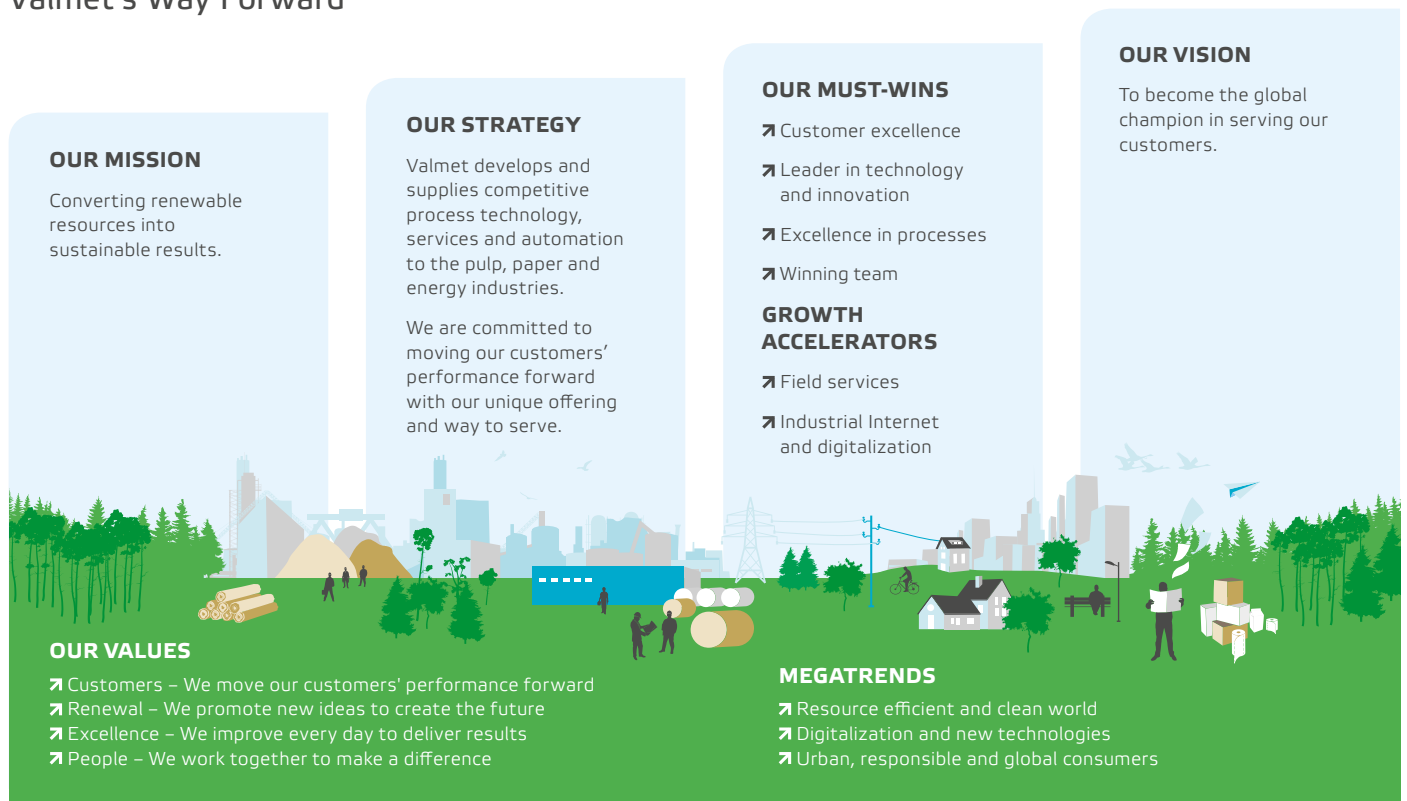 Valmet's Way Forward
OUR MISSION
Converting renewable
resources into
sustainable results.
OUR STRATEGY
Valmet develops and
supplies competitive
process technology,
services and automation
to the pulp, paper and
energy industries.
We are committed to
moving our customers’
performance forward
with our unique offering
and way to serve.
OUR MUST-WINS
Customer excellence
Leader in technology
and innovation
Excellence in processes
Winning team
GROWTH
ACCELERATORS
Field services
Industrial Internet
and digitalization
OUR VISION
To become the global
champion in serving our
customers.
OUR VALUES
Customers – We move our customers' performance forward
Renewal – We promote new ideas to create the future
Excellence – We improve every day to deliver results
People – We work together to make a difference
MEGATRENDS
Resource efficient and clean world
Digitalization and new technologies
Urban, responsible and global consumers